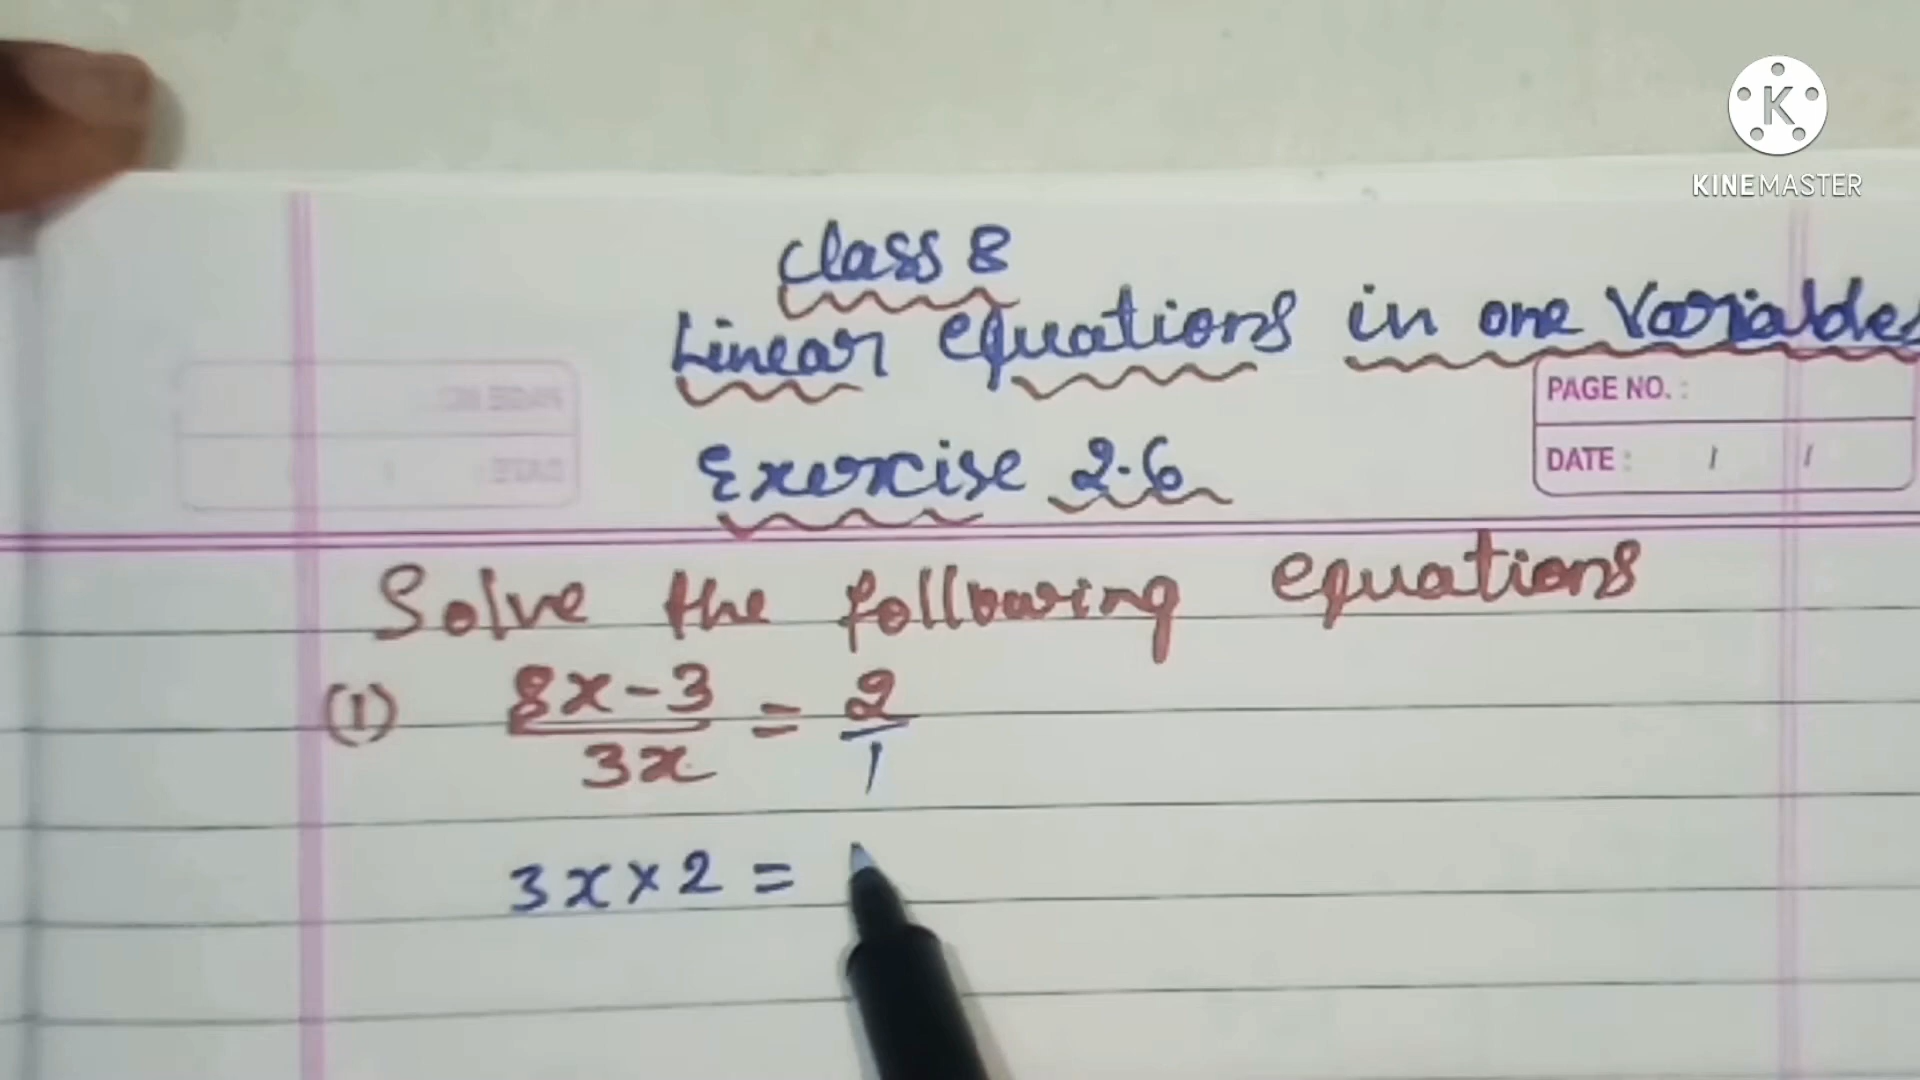 K
KINEMASTER
Class 8
Linear equations in one Variables
PAGE NO. :
DATE : / /
Exercise 2.6
Solve the following equations
(1) 8x-3/3x = 2/1
3x×2 =